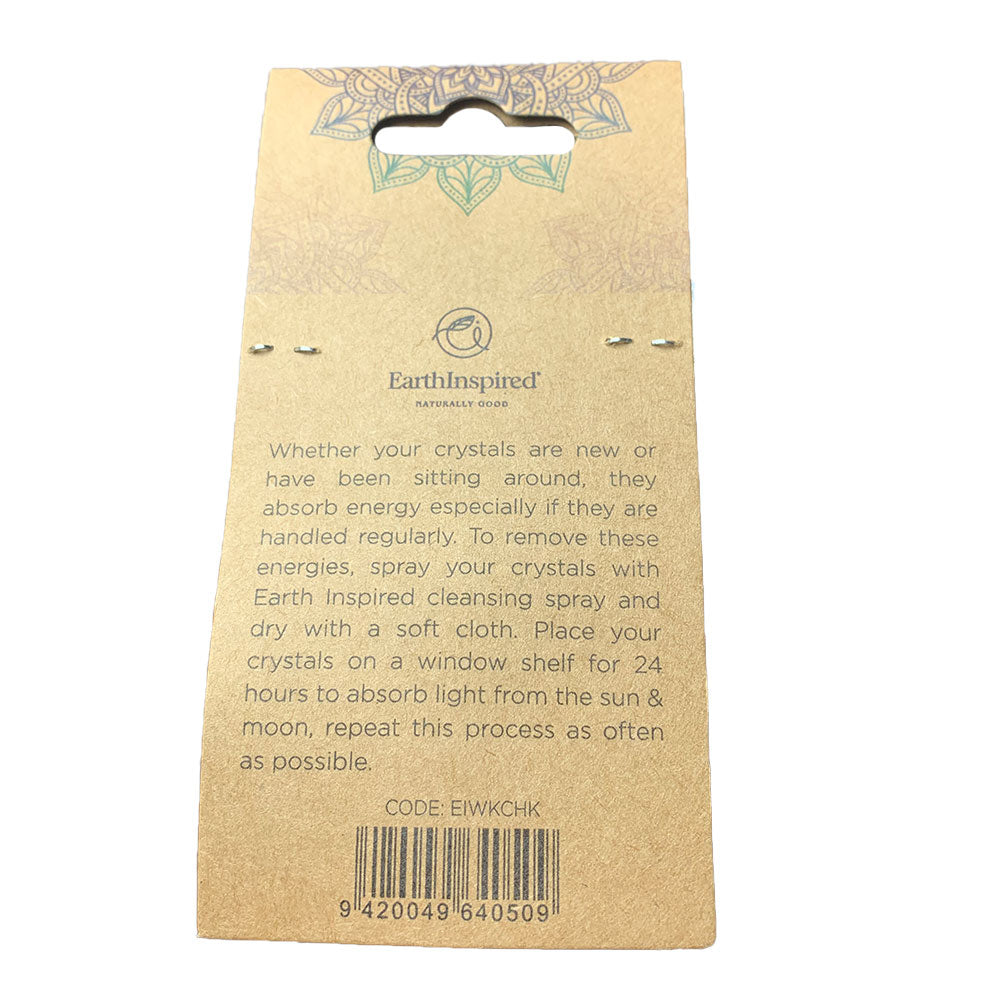 EarthInspired®
NATURALLY GOOD
Whether your crystals are new or
have been sitting around, they
absorb energy especially if they are
handled regularly. To remove these
energies, spray your crystals with
Earth Inspired cleansing spray and
dry with a soft cloth. Place your
crystals on a window shelf for 24
hours to absorb light from the sun &
moon, repeat this process as often
as possible.
CODE: EIWKCHK
9 420049 640509